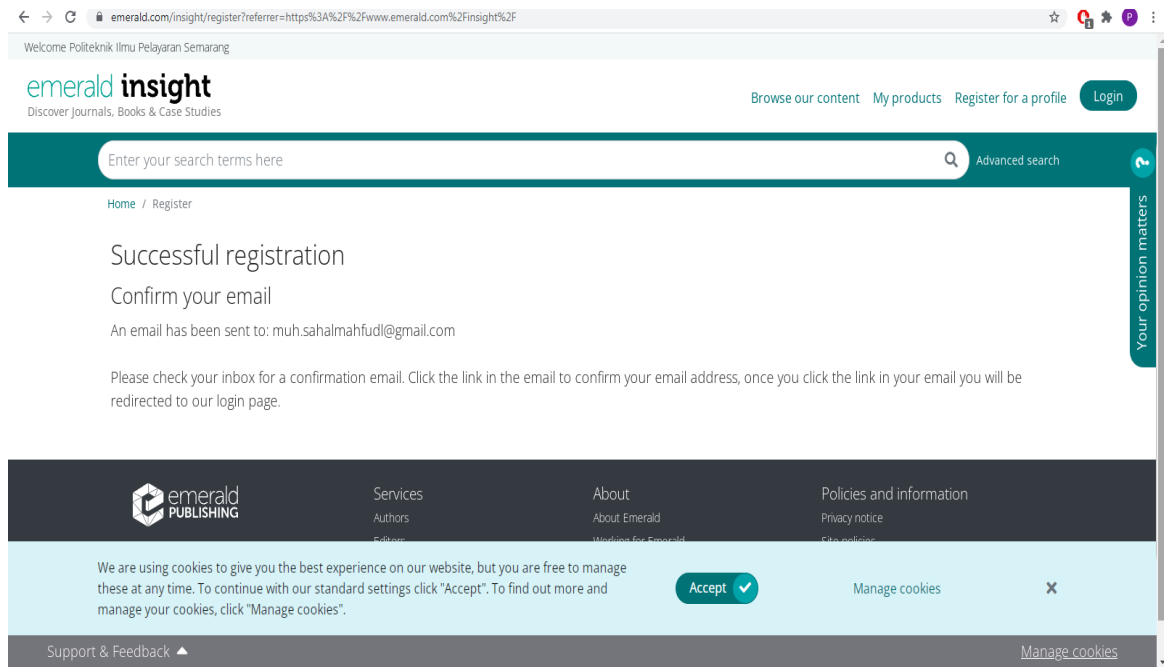 emerald.com/insight/register?referrer=https%3A%2F%2Fwww.emerald.com%2Finsight%2F
1
P
Welcome Politeknik Ilmu Pelayaran Semarang
emerald insight
Discover Journals, Books & Case Studies
Browse our content My products Register for a profile Login
Enter your search terms here
Advanced search
?
Your opinion matters
Home / Register
Successful registration
Confirm your email
An email has been sent to: muh.sahalmahfudl@gmail.com
Please check your inbox for a confirmation email. Click the link in the email to confirm your email address, once you click the link in your email you will be
redirected to our login page.
emerald
PUBLISHING
Services
Authors
Editors
About
About Emerald
Working for Emerald
Policies and information
Privacy notice
Site policies
We are using cookies to give you the best experience on our website, but you are free to manage
these at any time. To continue with our standard settings click "Accept". To find out more and
manage your cookies, click "Manage cookies".
Accept
Manage cookies
Support & Feedback
Manage cookies